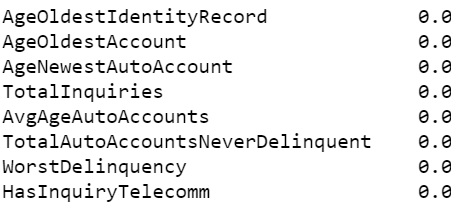 AgeOldestIdentityRecord 0.0
AgeOldestAccount 0.0
AgeNewestAutoAccount 0.0
TotalInquiries 0.0
AvgAgeAutoAccounts 0.0
TotalAutoAccountsNeverDelinquent 0.0
WorstDelinquency 0.0
HasInquiryTelecomm 0.0